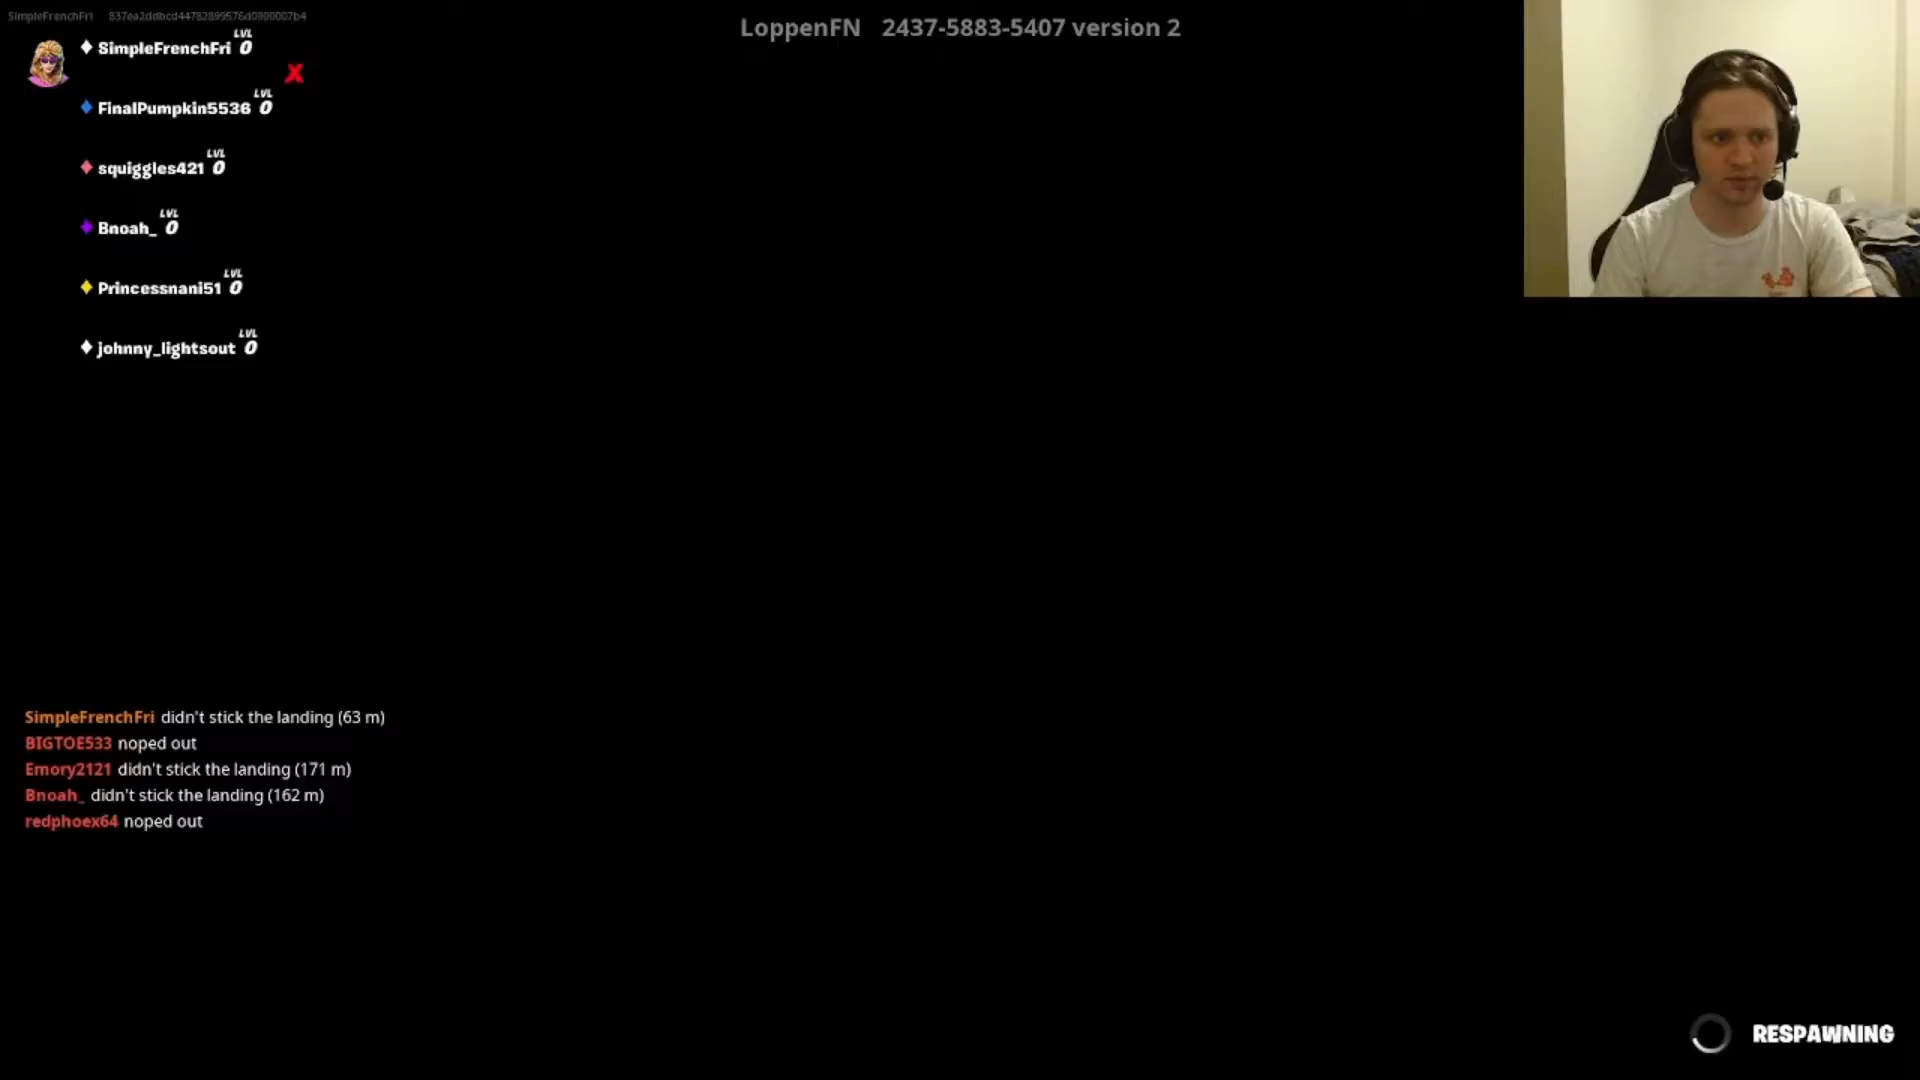 SimpleFrenchFri 837ea2ddbcd44782899576d0900007b4
LoppenFN 2437-5883-5407 version 2
SimpleFrenchFri LVL 0
X
FinalPumpkin5536 LVL 0
squiggles421 LVL 0
Bnoah_ LVL 0
Princessnani51 LVL 0
johnny_lightsout LVL 0
SimpleFrenchFri didn't stick the landing (63 m)
BIGTOE533 noped out
Emory2121 didn't stick the landing (171 m)
Bnoah_ didn't stick the landing (162 m)
redphoex64 noped out
RESPAWNING